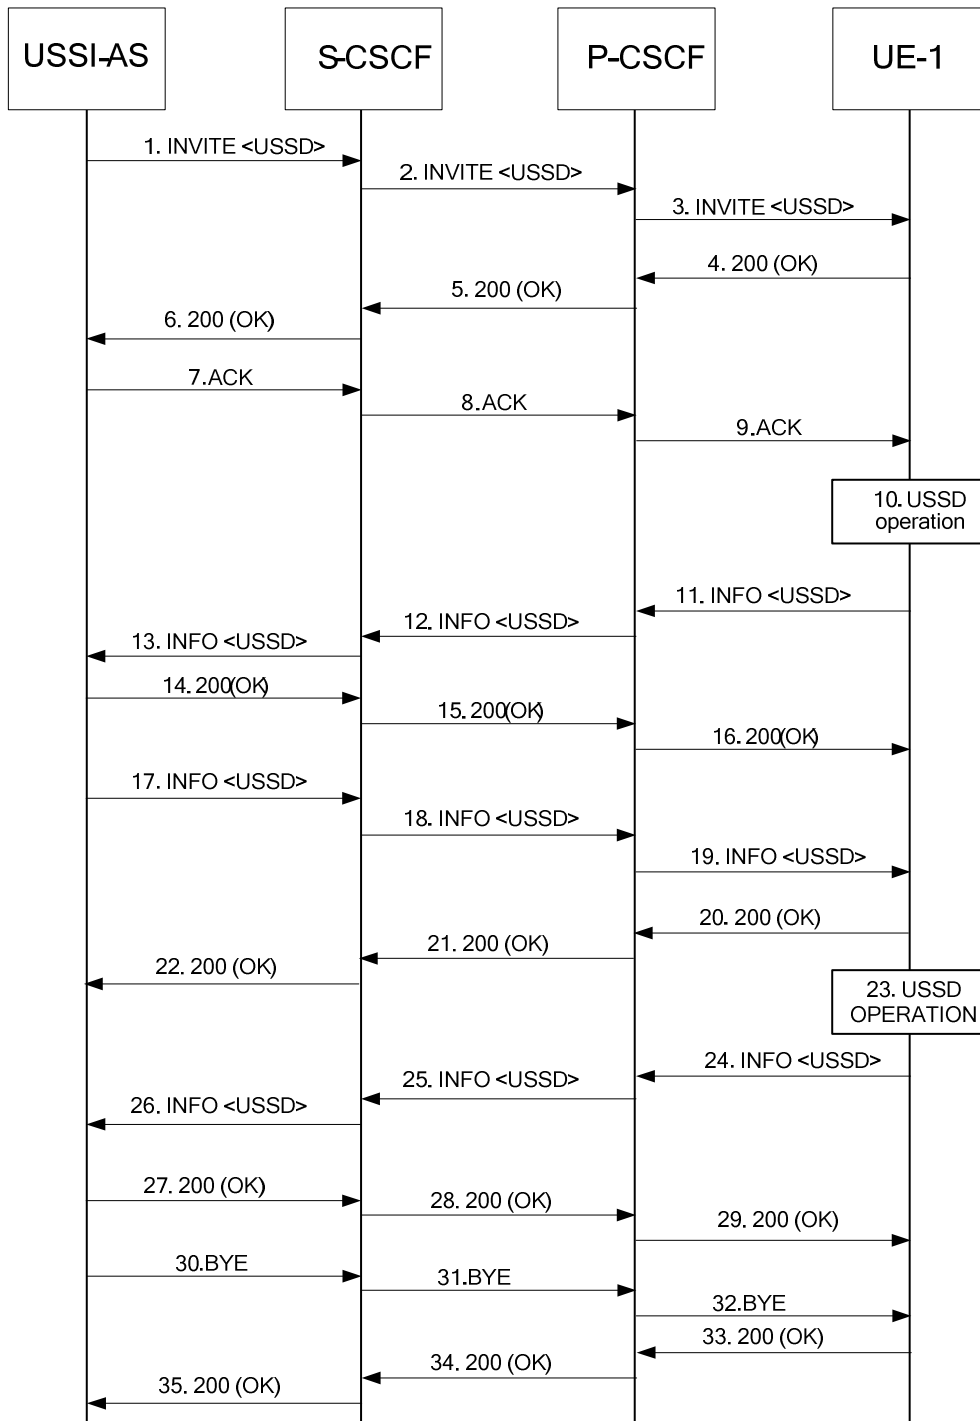 USSI-AS
S-CSCF
P-CSCF
UE-1
1. INVITE <USSD>
2. INVITE <USSD>
3. INVITE <USSD>
4. 200 (OK)
5. 200 (OK)
6. 200 (OK)
7.ACK
8.ACK
9.ACK
10. USSD
operation
11. INFO <USSD>
12. INFO <USSD>
13. INFO <USSD>
14. 200(OK)
15. 200(OK)
16. 200(OK)
17. INFO <USSD>
18. INFO <USSD>
19. INFO <USSD>
20. 200 (OK)
21. 200 (OK)
22. 200 (OK)
23. USSD
OPERATION
24. INFO <USSD>
25. INFO <USSD>
26. INFO <USSD>
27. 200 (OK)
28. 200 (OK)
29. 200 (OK)
30.BYE
31.BYE
32.BYE
33. 200 (OK)
34. 200 (OK)
35. 200 (OK)